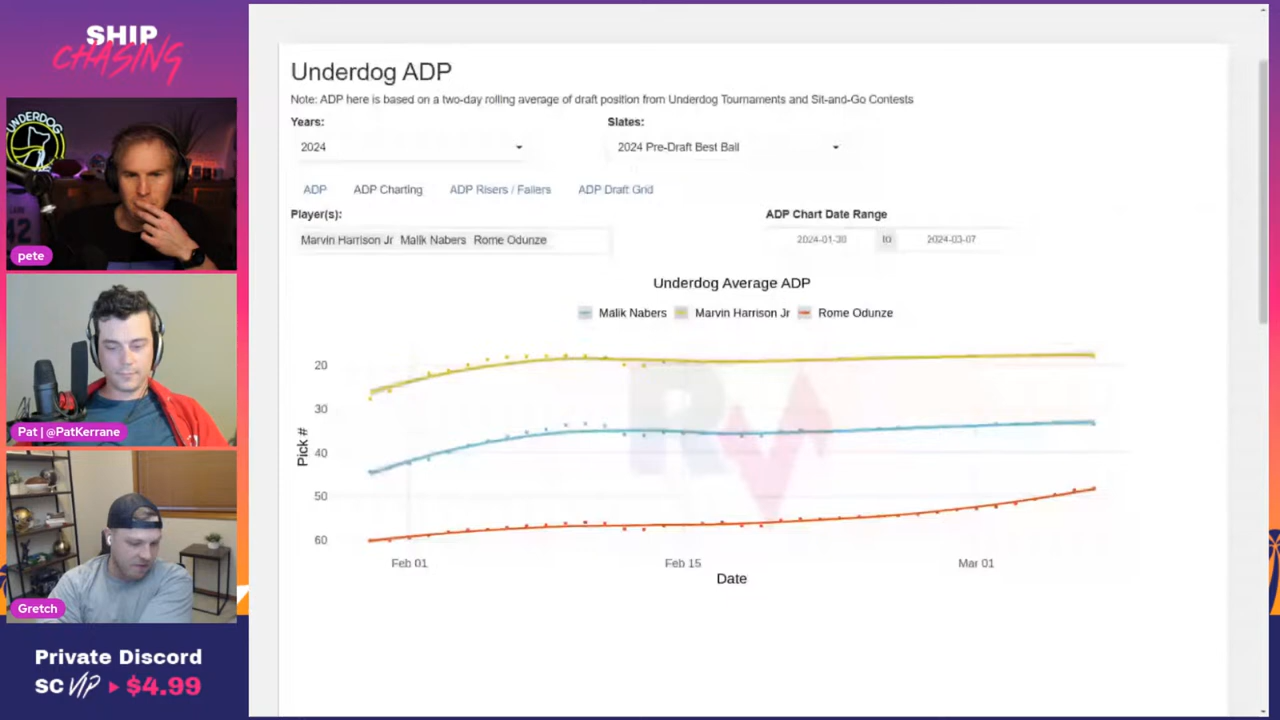 SHIP
CHASING
UNDERDOG
pete
Pat | @PatKerrane
Gretch
Private Discord
SC VIP $4.99
Underdog ADP
Note: ADP here is based on a two-day rolling average of draft position from Underdog Tournaments and Sit-and-Go Contests
Years: Slates:
2024 2024 Pre-Draft Best Ball
ADP ADP Charting ADP Risers / Fallers ADP Draft Grid
Player(s): ADP Chart Date Range
Marvin Harrison Jr Malik Nabers Rome Odunze 2024-01-30 to 2024-03-07
Underdog Average ADP
Malik Nabers Marvin Harrison Jr Rome Odunze
20
30
40
50
60
Pick #
Feb 01 Feb 15 Mar 01
Date